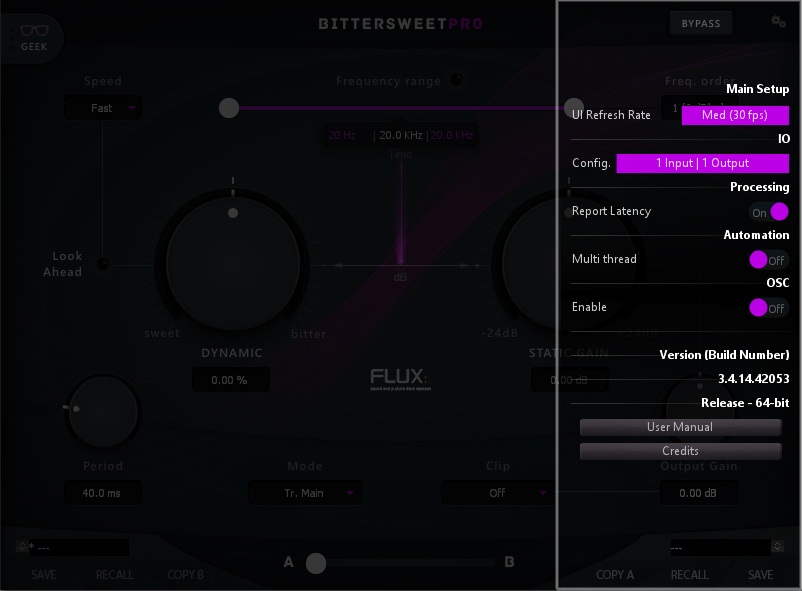 BITTERSWEETPRO
BYPASS
GEEK
Speed
Frequency range
Freq. order
Main Setup
Fast
UI Refresh Rate
Med (30 fps)
20 Hz | 20.0 KHz | 20.0 KHz
IO
Time
Config.
1 Input | 1 Output
Processing
Report Latency
On
Automation
Look
Ahead
Multi thread
Off
dB
OSC
Enable
Off
sweet
bitter
-24dB
+24dB
DYNAMIC
STATIC GAIN
Version (Build Number)
0.00 %
FLUX::
0.00 dB
3.4.14.42053
Release - 64-bit
User Manual
Credits
Period
Mode
Clip
Output Gain
40.0 ms
Tr. Main
Off
0.00 dB
* ---
---
A
B
SAVE
RECALL
COPY B
COPY A
RECALL
SAVE